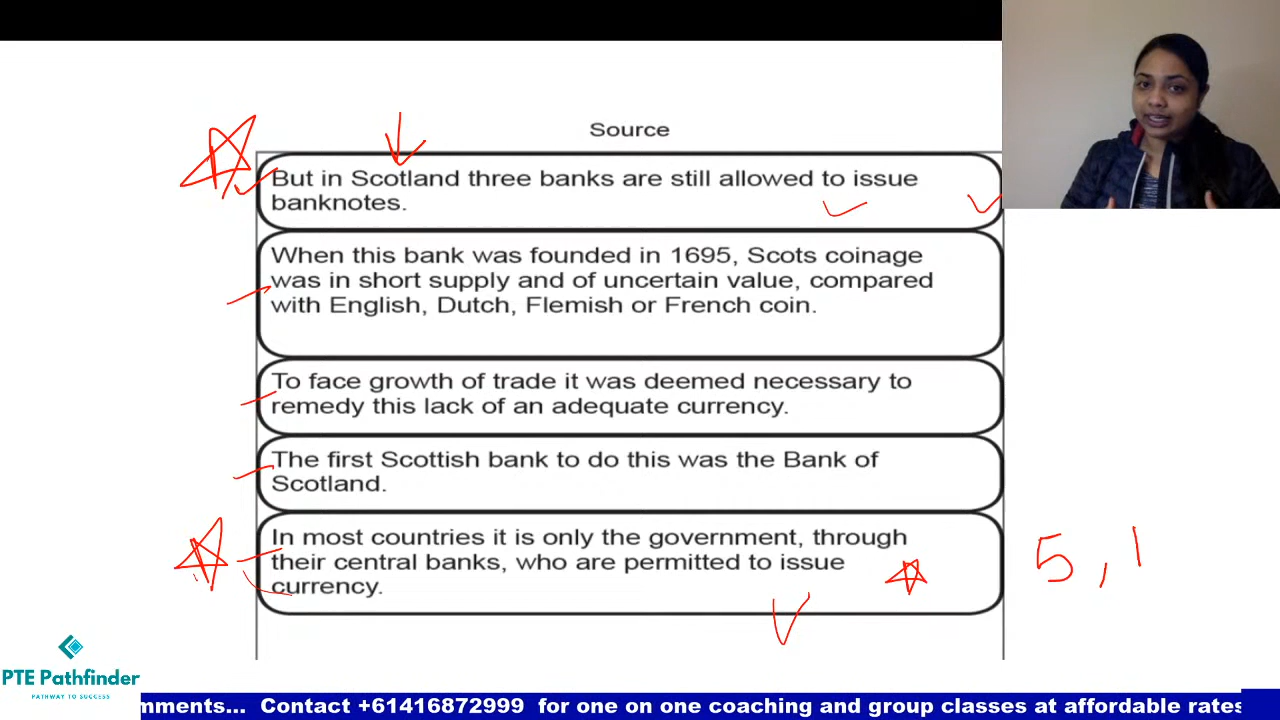 Source
But in Scotland three banks are still allowed to issue
banknotes.
When this bank was founded in 1695, Scots coinage
was in short supply and of uncertain value, compared
with English, Dutch, Flemish or French coin.
To face growth of trade it was deemed necessary to
remedy this lack of an adequate currency.
The first Scottish bank to do this was the Bank of
Scotland.
In most countries it is only the government, through
their central banks, who are permitted to issue
currency.
5, 1
PTE Pathfinder
PATHWAY TO SUCCESS
mments... Contact +61416872999 for one on one coaching and group classes at affordable rates